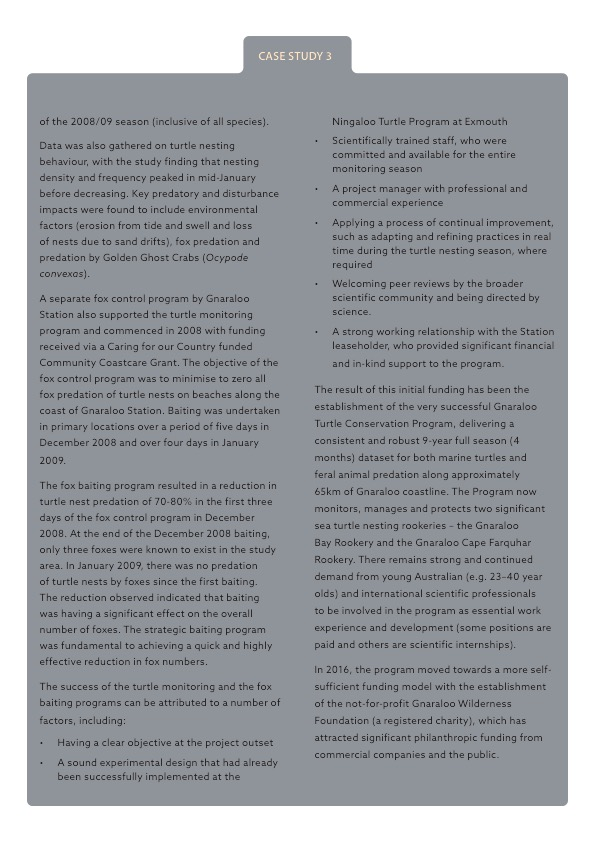 CASE STUDY 3
of the 2008/09 season (inclusive of all species).
Data was also gathered on turtle nesting
behaviour, with the study finding that nesting
density and frequency peaked in mid-January
before decreasing. Key predatory and disturbance
impacts were found to include environmental
factors (erosion from tide and swell and loss
of nests due to sand drifts), fox predation and
predation by Golden Ghost Crabs (Ocypode
convexas).
A separate fox control program by Gnaraloo
Station also supported the turtle monitoring
program and commenced in 2008 with funding
received via a Caring for our Country funded
Community Coastcare Grant. The objective of the
fox control program was to minimise to zero all
fox predation of turtle nests on beaches along the
coast of Gnaraloo Station. Baiting was undertaken
in primary locations over a period of five days in
December 2008 and over four days in January
2009.
The fox baiting program resulted in a reduction in
turtle nest predation of 70-80% in the first three
days of the fox control program in December
2008. At the end of the December 2008 baiting,
only three foxes were known to exist in the study
area. In January 2009, there was no predation
of turtle nests by foxes since the first baiting.
The reduction observed indicated that baiting
was having a significant effect on the overall
number of foxes. The strategic baiting program
was fundamental to achieving a quick and highly
effective reduction in fox numbers.
The success of the turtle monitoring and the fox
baiting programs can be attributed to a number of
factors, including:
• Having a clear objective at the project outset
• A sound experimental design that had already
been successfully implemented at the
Ningaloo Turtle Program at Exmouth
• Scientifically trained staff, who were
committed and available for the entire
monitoring season
• A project manager with professional and
commercial experience
• Applying a process of continual improvement,
such as adapting and refining practices in real
time during the turtle nesting season, where
required
• Welcoming peer reviews by the broader
scientific community and being directed by
science.
• A strong working relationship with the Station
leaseholder, who provided significant financial
and in-kind support to the program.
The result of this initial funding has been the
establishment of the very successful Gnaraloo
Turtle Conservation Program, delivering a
consistent and robust 9-year full season (4
months) dataset for both marine turtles and
feral animal predation along approximately
65km of Gnaraloo coastline. The Program now
monitors, manages and protects two significant
sea turtle nesting rookeries – the Gnaraloo
Bay Rookery and the Gnaraloo Cape Farquhar
Rookery. There remains strong and continued
demand from young Australian (e.g. 23–40 year
olds) and international scientific professionals
to be involved in the program as essential work
experience and development (some positions are
paid and others are scientific internships).
In 2016, the program moved towards a more self-
sufficient funding model with the establishment
of the not-for-profit Gnaraloo Wilderness
Foundation (a registered charity), which has
attracted significant philanthropic funding from
commercial companies and the public.